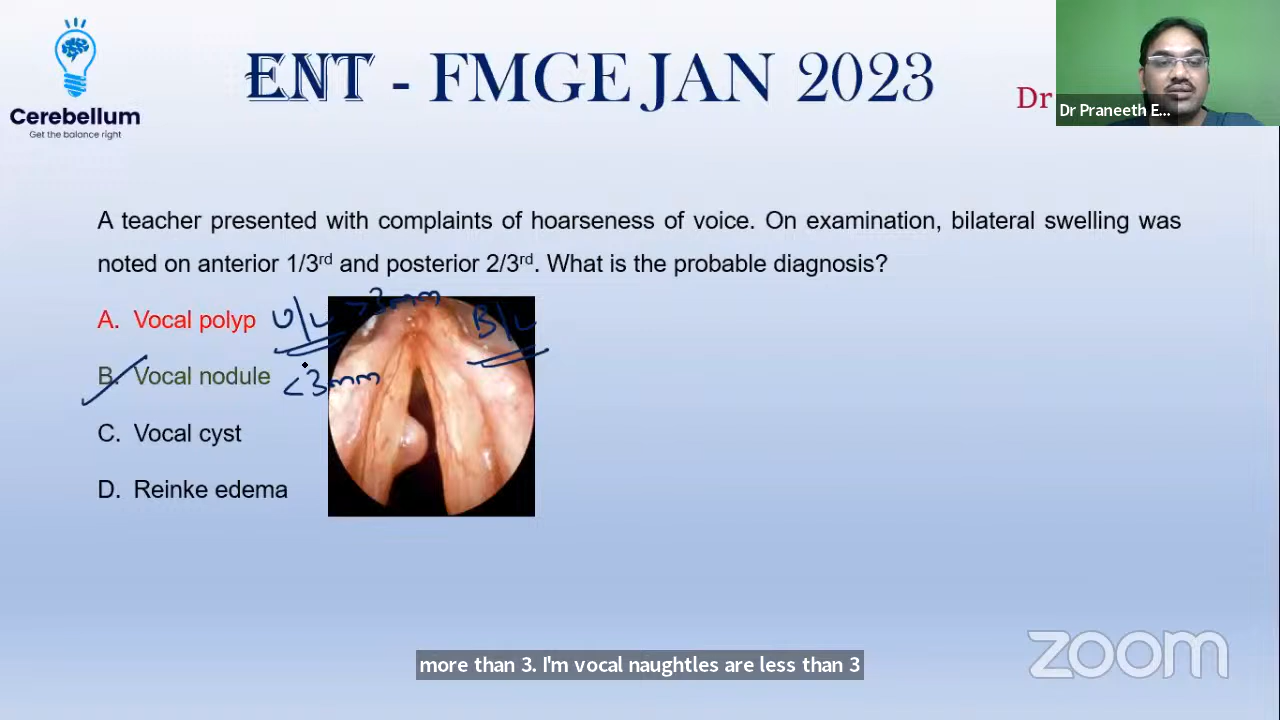 ENT - FMGE JAN 2023
Cerebellum
Get the balance right
Dr
Dr Praneeth E...
A teacher presented with complaints of hoarseness of voice. On examination, bilateral swelling was
noted on anterior 1/3rd and posterior 2/3rd. What is the probable diagnosis?
A. Vocal polyp U/L >3mm B/L
B. Vocal nodule <3mm
C. Vocal cyst
D. Reinke edema
more than 3. I'm vocal naughtles are less than 3
zoom